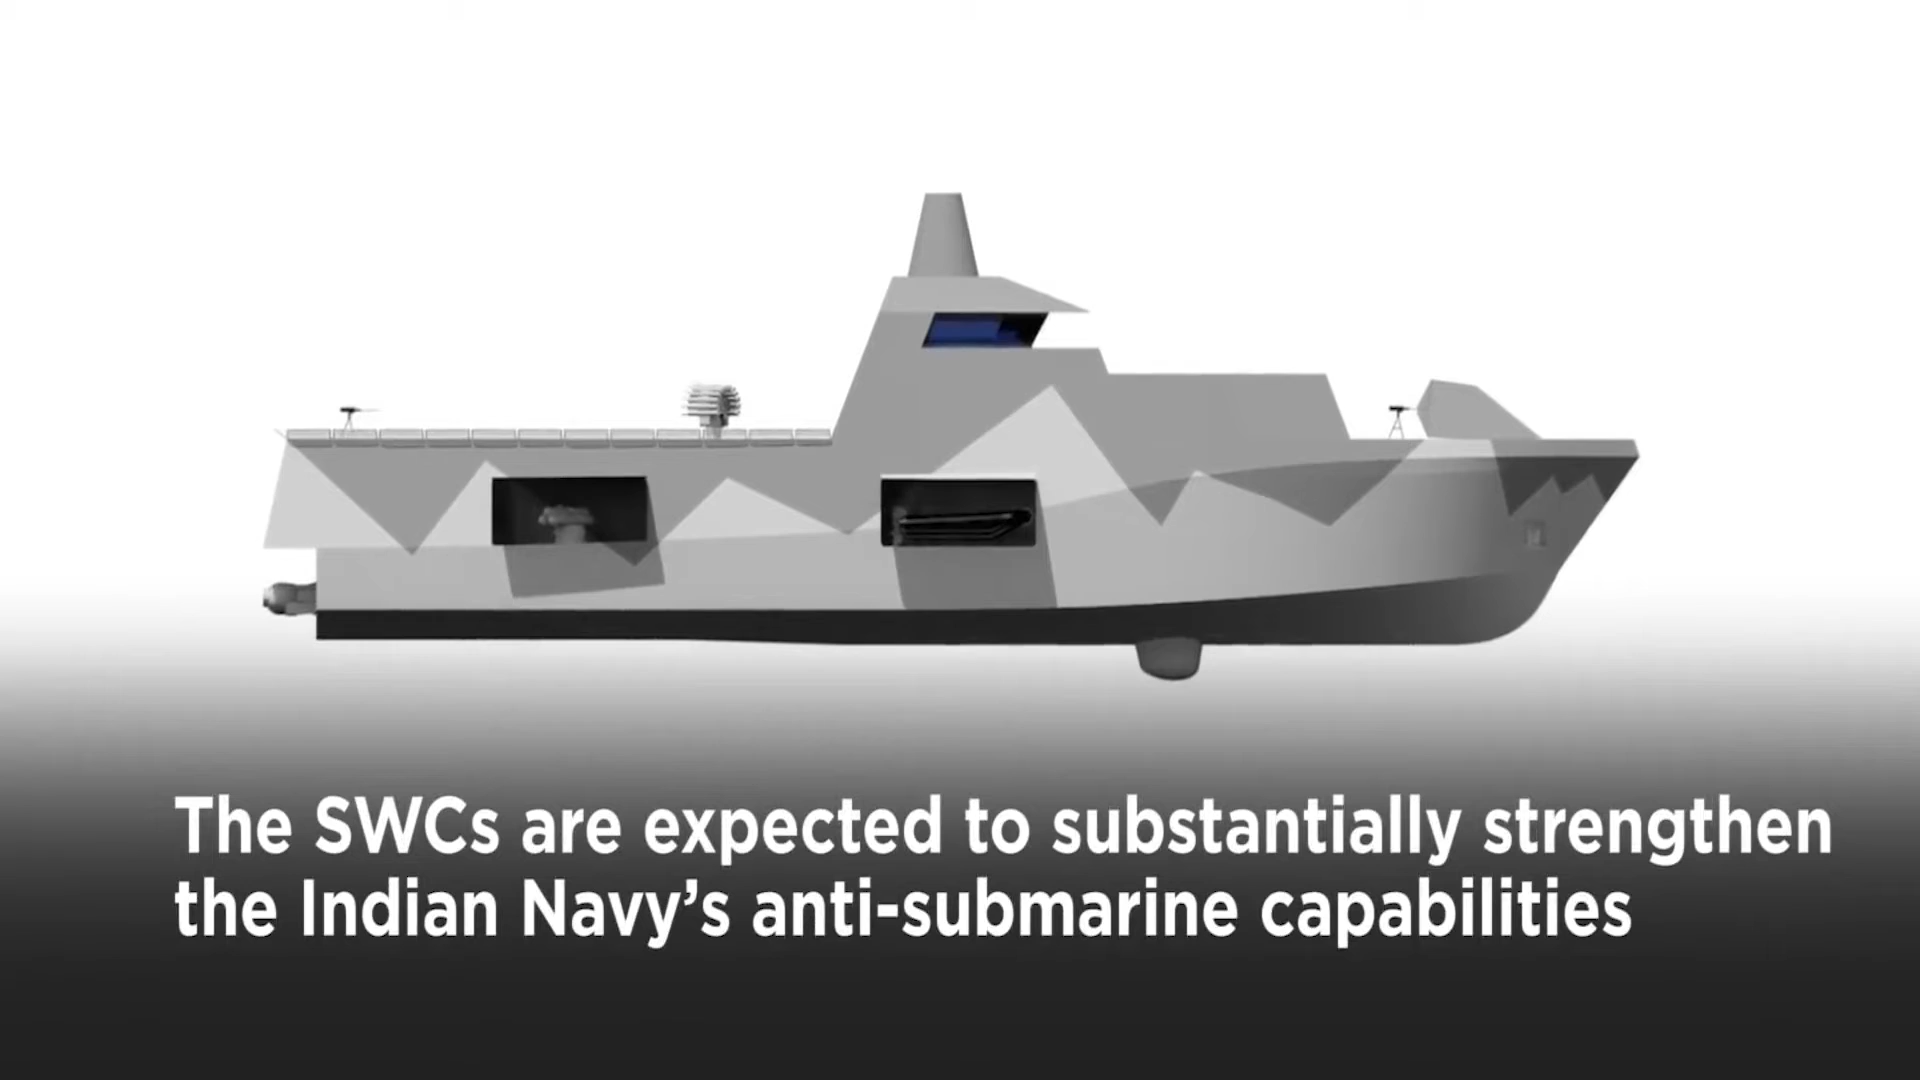 The SWCs are expected to substantially strengthen
the Indian Navy’s anti-submarine capabilities